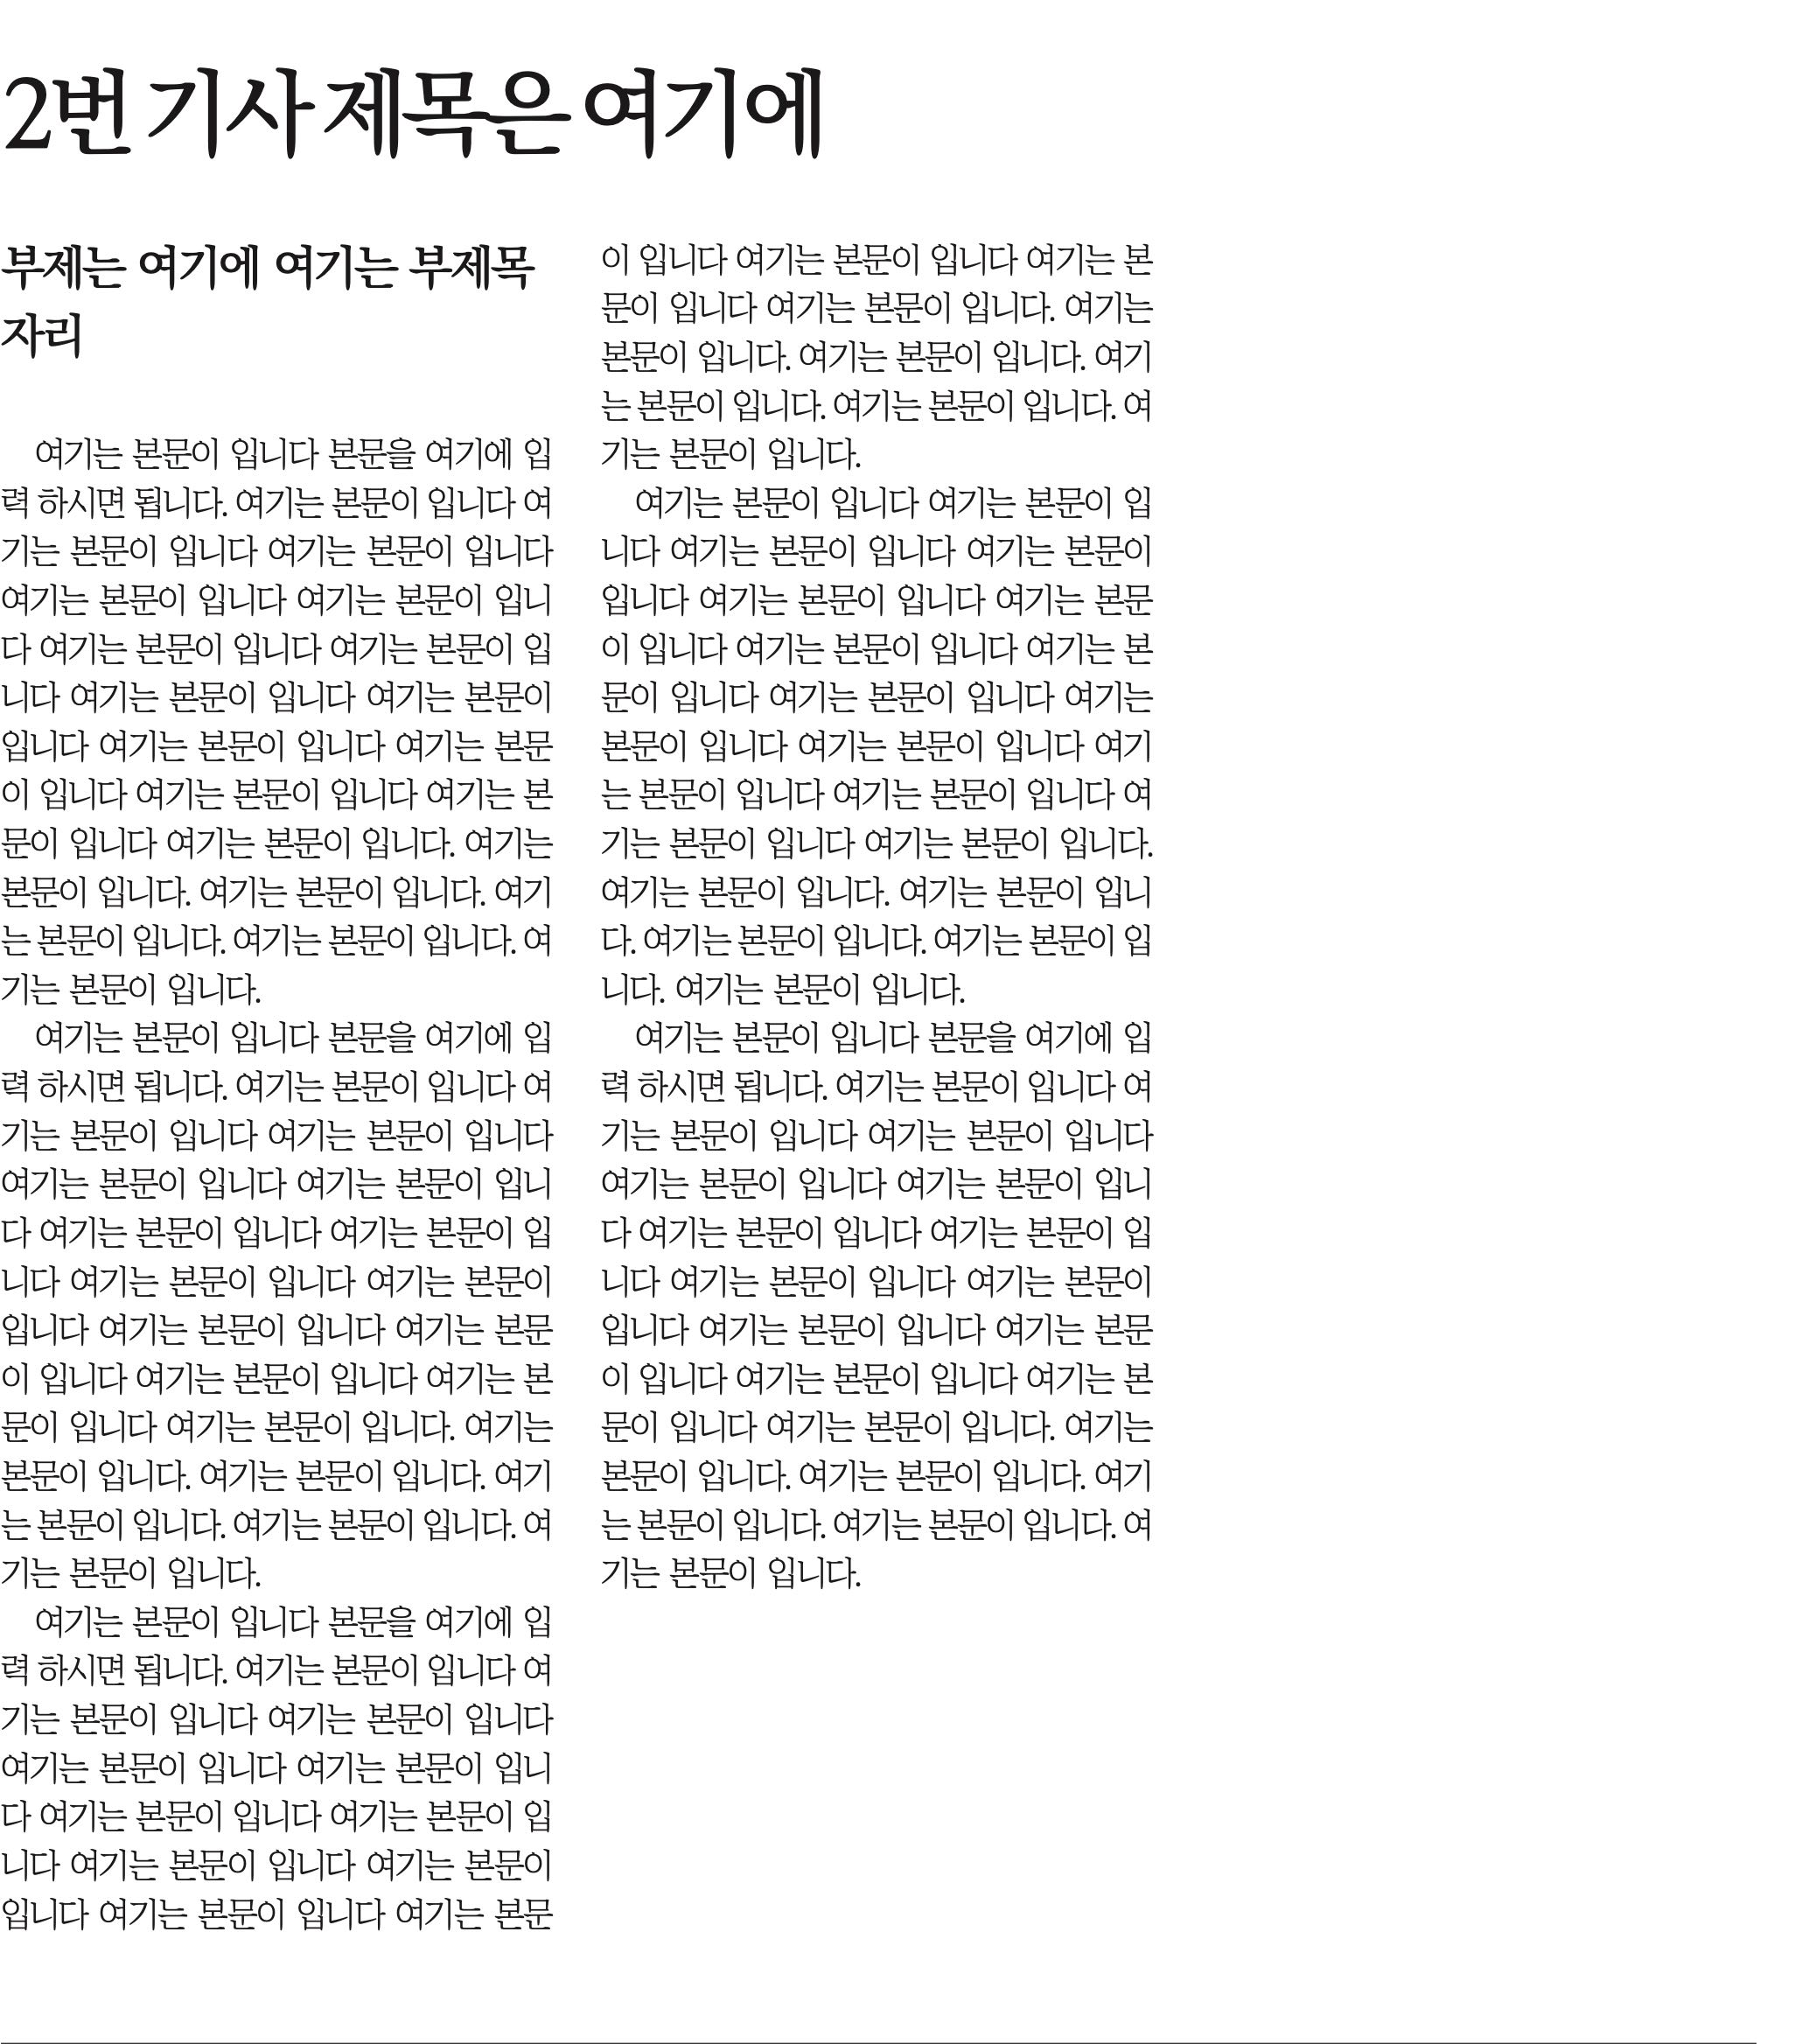 2번 기사 제목은 여기에
부제는 여기에 여기는 부제목
자리
여기는 본문이 입니다 본문을 여기에 입
력 하시면 됩니다. 여기는 본문이 입니다 여
기는 본문이 입니다 여기는 본문이 입니다
여기는 본문이 입니다 여기는 본문이 입니
다 여기는 본문이 입니다 여기는 본문이 입
니다 여기는 본문이 입니다 여기는 본문이
입니다 여기는 본문이 입니다 여기는 본문
이 입니다 여기는 본문이 입니다 여기는 본
문이 입니다 여기는 본문이 입니다. 여기는
본문이 입니다. 여기는 본문이 입니다. 여기
는 본문이 입니다. 여기는 본문이 입니다. 여
기는 본문이 입니다.
여기는 본문이 입니다 본문을 여기에 입
력 하시면 됩니다. 여기는 본문이 입니다 여
기는 본문이 입니다 여기는 본문이 입니다
여기는 본문이 입니다 여기는 본문이 입니
다 여기는 본문이 입니다 여기는 본문이 입
니다 여기는 본문이 입니다 여기는 본문이
입니다 여기는 본문이 입니다 여기는 본문
이 입니다 여기는 본문이 입니다 여기는 본
문이 입니다 여기는 본문이 입니다. 여기는
본문이 입니다. 여기는 본문이 입니다. 여기
는 본문이 입니다. 여기는 본문이 입니다. 여
기는 본문이 입니다.
여기는 본문이 입니다 본문을 여기에 입
력 하시면 됩니다. 여기는 본문이 입니다 여
기는 본문이 입니다 여기는 본문이 입니다
여기는 본문이 입니다 여기는 본문이 입니
다 여기는 본문이 입니다 여기는 본문이 입
니다 여기는 본문이 입니다 여기는 본문이
입니다 여기는 본문이 입니다 여기는 본문
이 입니다 여기는 본문이 입니다 여기는 본
문이 입니다 여기는 본문이 입니다. 여기는
본문이 입니다. 여기는 본문이 입니다. 여기
는 본문이 입니다. 여기는 본문이 입니다. 여
기는 본문이 입니다.
여기는 본문이 입니다 여기는 본문이 입
니다 여기는 본문이 입니다 여기는 본문이
입니다 여기는 본문이 입니다 여기는 본문
이 입니다 여기는 본문이 입니다 여기는 본
문이 입니다 여기는 본문이 입니다 여기는
본문이 입니다 여기는 본문이 입니다 여기
는 본문이 입니다 여기는 본문이 입니다 여
기는 본문이 입니다 여기는 본문이 입니다.
여기는 본문이 입니다. 여기는 본문이 입니
다. 여기는 본문이 입니다. 여기는 본문이 입
니다. 여기는 본문이 입니다.
여기는 본문이 입니다 본문을 여기에 입
력 하시면 됩니다. 여기는 본문이 입니다 여
기는 본문이 입니다 여기는 본문이 입니다
여기는 본문이 입니다 여기는 본문이 입니
다 여기는 본문이 입니다 여기는 본문이 입
니다 여기는 본문이 입니다 여기는 본문이
입니다 여기는 본문이 입니다 여기는 본문
이 입니다 여기는 본문이 입니다 여기는 본
문이 입니다 여기는 본문이 입니다. 여기는
본문이 입니다. 여기는 본문이 입니다. 여기
는 본문이 입니다. 여기는 본문이 입니다. 여
기는 본문이 입니다.